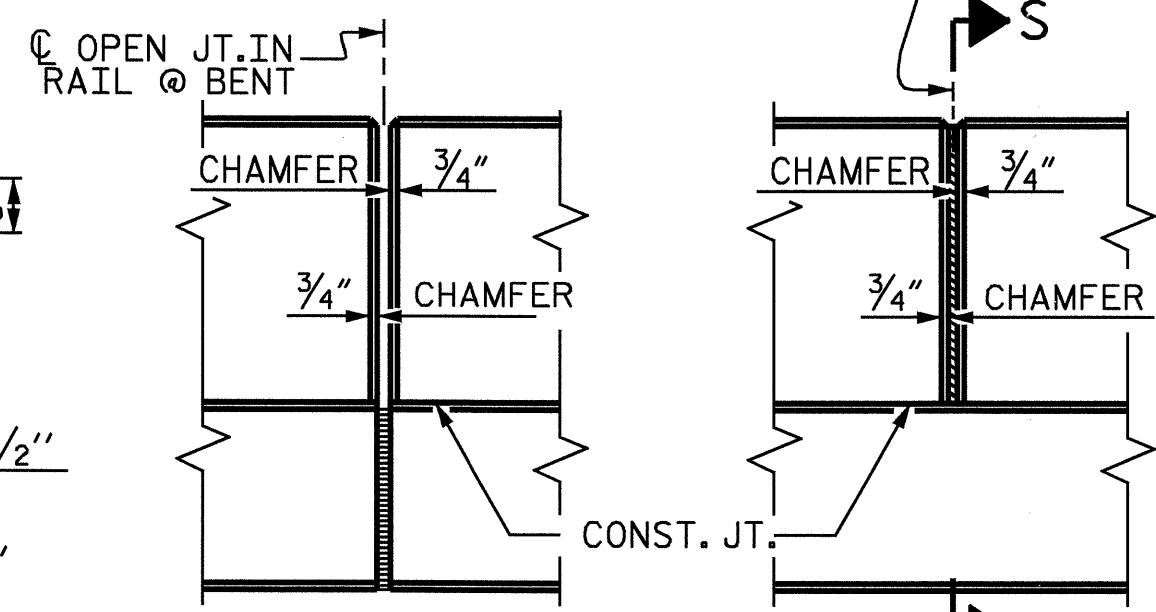 ℄ OPEN JT. IN
RAIL @ BENT
S
CHAMFER
3/4"
CHAMFER
3/4"
3/4"
CHAMFER
3/4"
CHAMFER
/2"
CONST. JT.